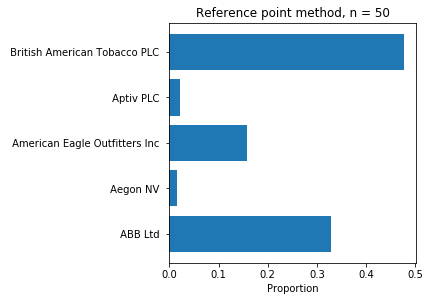 Reference point method, n = 50
British American Tobacco PLC
Aptiv PLC
American Eagle Outfitters Inc
Aegon NV
ABB Ltd
0.0 0.1 0.2 0.3 0.4 0.5
Proportion